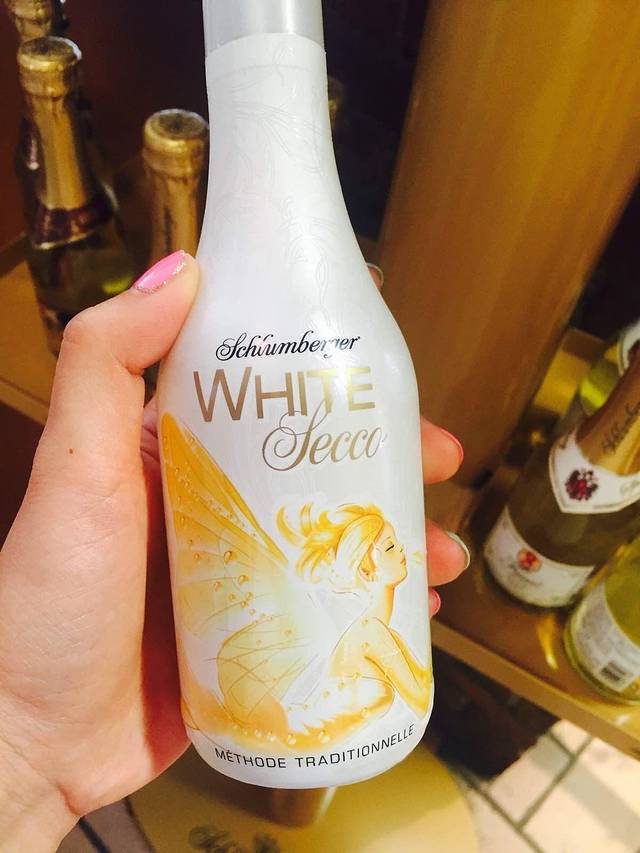 Schlumberger
WHITE
Secco
MÉTHODE TRADITIONNELLE